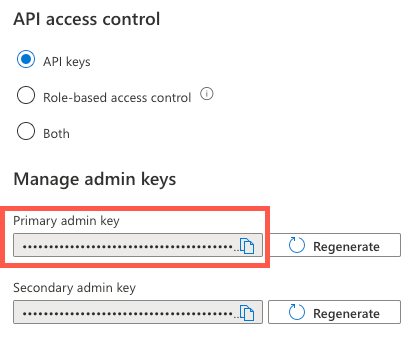 API access control
API keys
Role-based access control
Both
Manage admin keys
Primary admin key
••••••••••••••••••••••••••••••••••••••••...
Regenerate
Secondary admin key
••••••••••••••••••••••••••••••••••••••••...
Regenerate